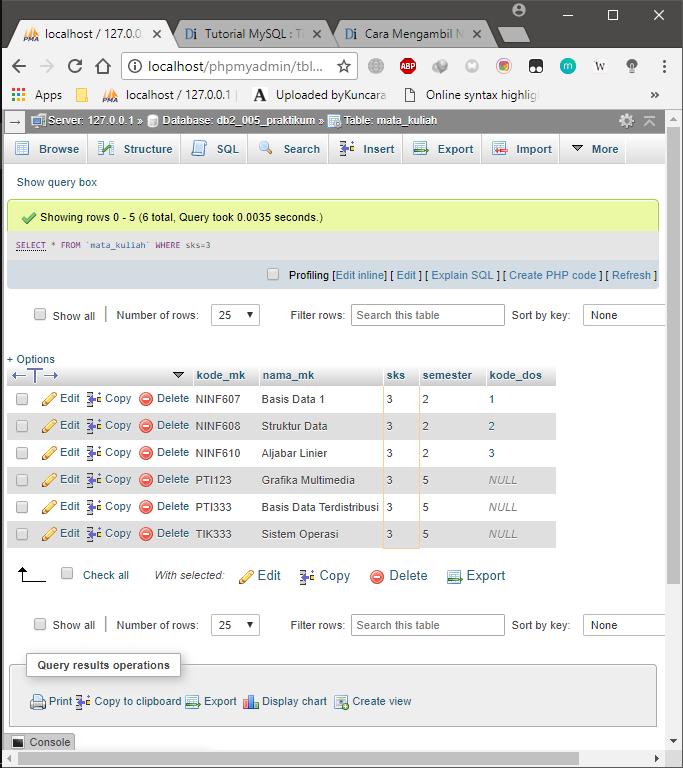 localhost / 127.0.0.1
Tutorial MySQL : Ti
Cara Mengambil N
localhost/phpmyadmin/tbl...
Apps
localhost / 127.0.0.1
Uploaded byKuncara
Online syntax highlig
Server: 127.0.0.1 » Database: db2_005_praktikum » Table: mata_kuliah
Browse Structure SQL Search Insert Export Import More
Show query box
Showing rows 0 - 5 (6 total, Query took 0.0035 seconds.)
SELECT * FROM `mata_kuliah` WHERE sks=3
Profiling [Edit inline] [ Edit ] [ Explain SQL ] [ Create PHP code ] [ Refresh ]
Show all Number of rows: 25 Filter rows: Search this table Sort by key: None
+ Options
kode_mk nama_mk sks semester kode_dos
Edit Copy Delete NINF607 Basis Data 1 3 2 1
Edit Copy Delete NINF608 Struktur Data 3 2 2
Edit Copy Delete NINF610 Aljabar Linier 3 2 3
Edit Copy Delete PTI123 Grafika Multimedia 3 5 NULL
Edit Copy Delete PTI333 Basis Data Terdistribusi 3 5 NULL
Edit Copy Delete TIK333 Sistem Operasi 3 5 NULL
Check all With selected: Edit Copy Delete Export
Show all Number of rows: 25 Filter rows: Search this table Sort by key: None
Query results operations
Print Copy to clipboard Export Display chart Create view
Console